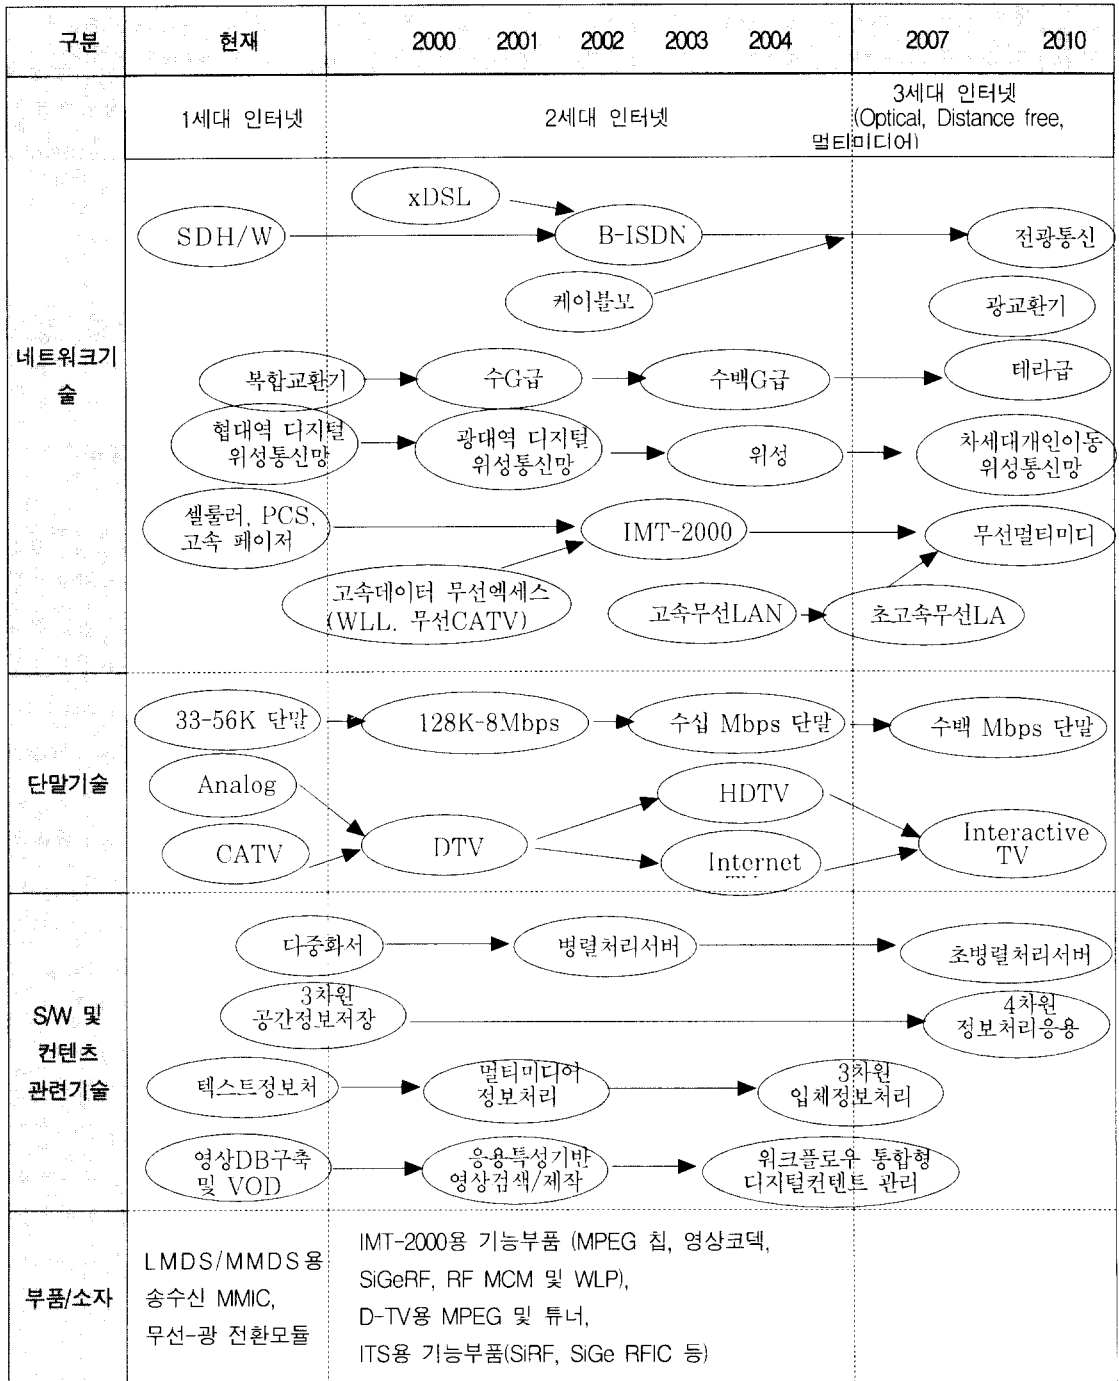 구분 현재 2000 2001 2002 2003 2004 2007 2010
1세대 인터넷 2세대 인터넷
3세대 인터넷
(Optical, Distance free,
멀티미디어)
네트워크기
술
xDSL
SDH/W B-ISDN 전광통신
케이블모 광교환기
복합교환기 수G급 수백G급 테라급
협대역 디지털
위성통신망
광대역 디지털
위성통신망
위성
차세대개인이동
위성통신망
셀룰러, PCS,
고속 페이저
IMT-2000 무선멀티미디
고속데이터 무선엑세스
(WLL, 무선CATV)
고속무선LAN 초고속무선LA
단말기술
33-56K 단말 128K-8Mbps 수십 Mbps 단말 수백 Mbps 단말
Analog HDTV
CATV DTV Internet
Interactive
TV
S/W 및
컨텐츠
관련기술
다중화서 병렬처리서버 초병렬처리서버
3차원
공간정보저장
4차원
정보처리응용
텍스트정보처
멀티미디어
정보처리
3차원
입체정보처리
영상DB구축
및 VOD
응용특성기반
영상검색/제작
워크플로우 통합형
디지털컨텐트 관리
부품/소자
LMDS/MMDS용
송수신 MMIC,
무선-광 전환모듈
IMT-2000용 기능부품 (MPEG 칩, 영상코덱,
SiGeRF, RF MCM 및 WLP),
D-TV용 MPEG 및 튜너,
ITS용 기능부품(SiRF, SiGe RFIC 등)